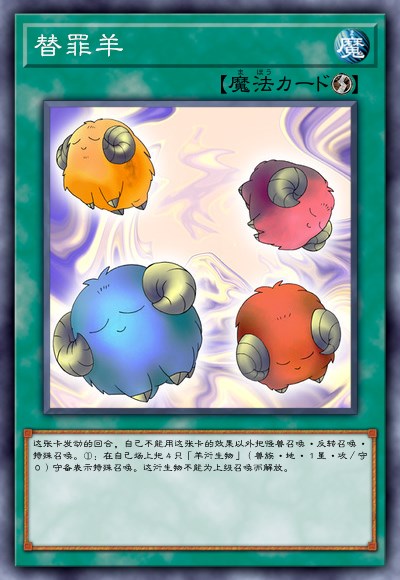 替罪羊
魔
【魔法カード】
まほう
这张卡发动的回合，自己不能用这张卡的效果以外把怪兽召唤·反转召唤·
特殊召唤。①：在自己场上把4只「羊衍生物」（兽族·地·1星·攻/守
0）守备表示特殊召唤。这衍生物不能为上级召唤而解放。